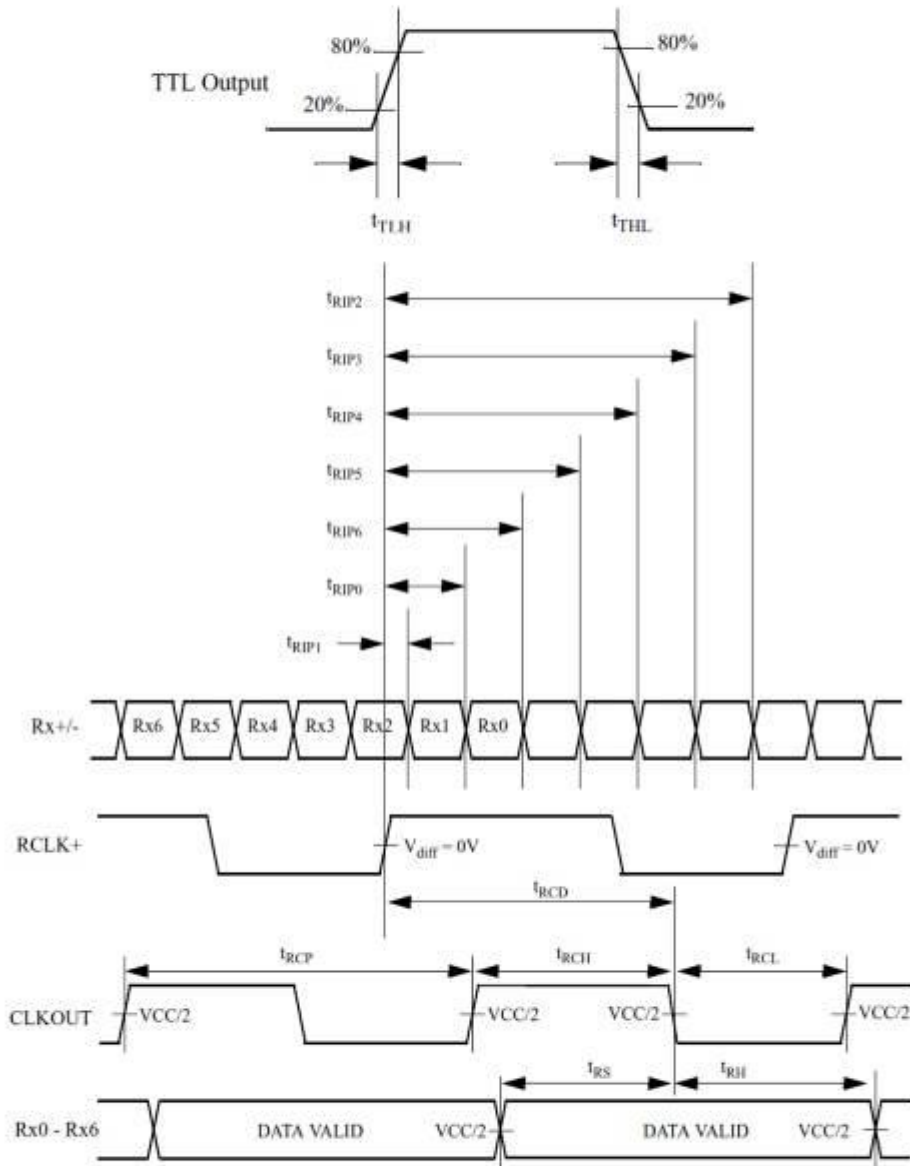 80% 80%
TTL Output
20% 20%
tTLH tTHL
tRIP2
tRIP3
tRIP4
tRIP5
tRIP6
tRIP0
tRIP1
Rx+/- Rx6 Rx5 Rx4 Rx3 Rx2 Rx1 Rx0
RCLK+ Vdiff = 0V Vdiff = 0V
tRCD
tRCP tRCH tRCL
CLKOUT VCC/2 VCC/2 VCC/2 VCC/2
tRS tRH
Rx0 - Rx6 DATA VALID VCC/2 DATA VALID VCC/2